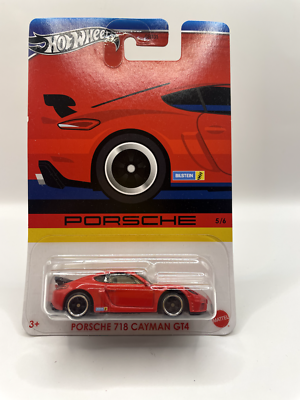 Hot Wheels
BILSTEIN
PORSCHE
5/6
3+
PORSCHE 718 CAYMAN GT4
MATTEL